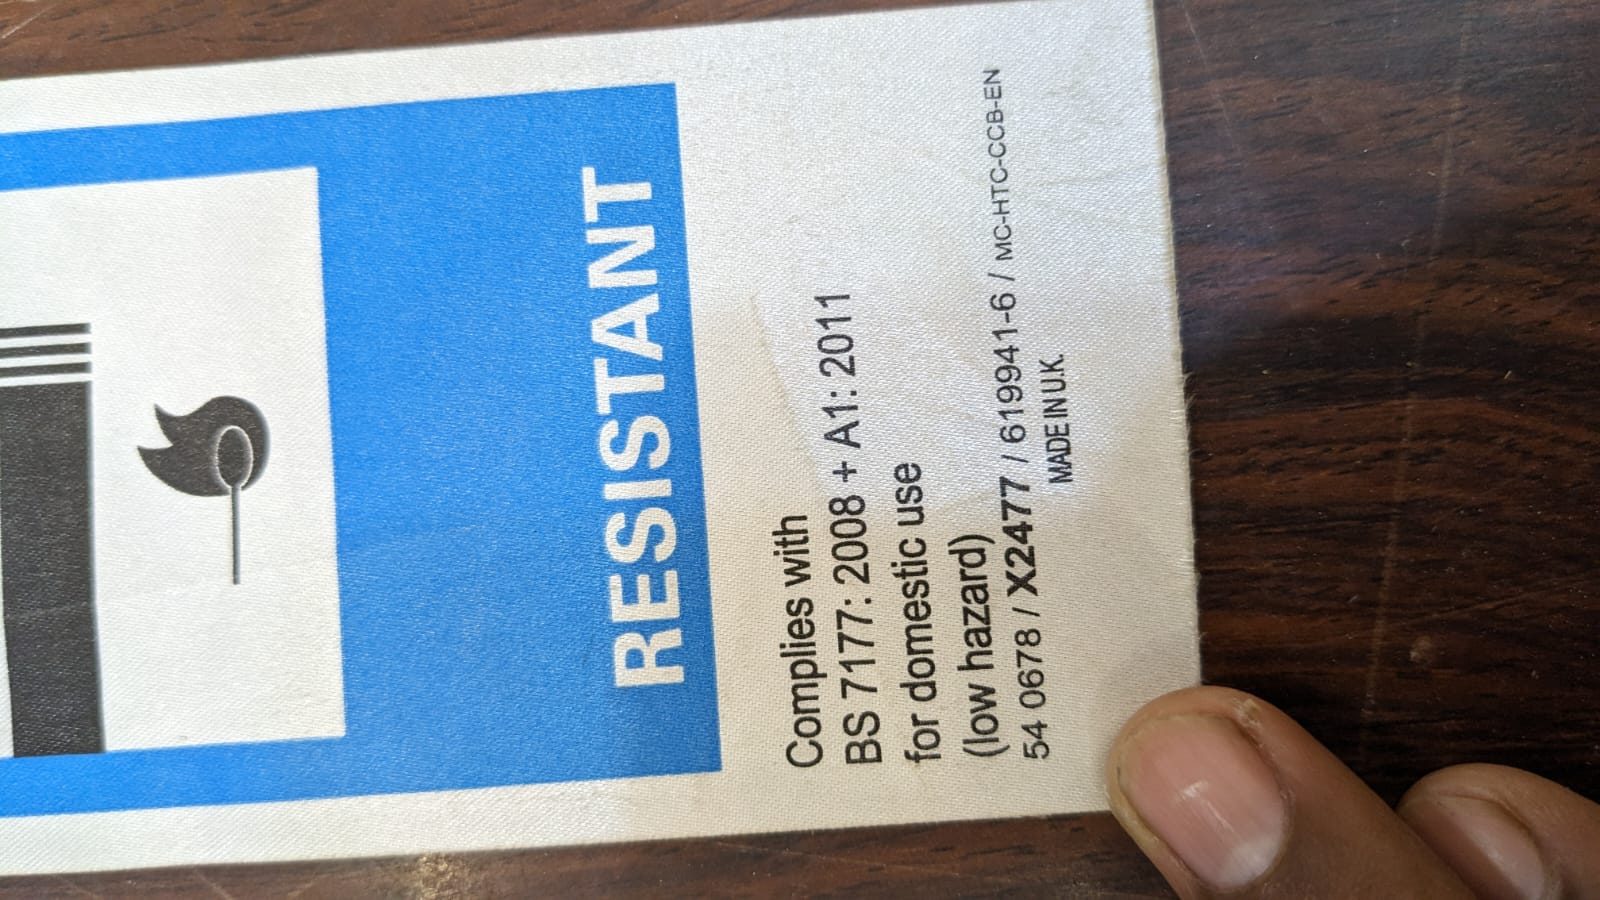 RESISTANT
Complies with
BS 7177: 2008 + A1: 2011
for domestic use
(low hazard)
54 0678 / X2477 / 619941-6 / MC-HTC-CCB-EN
MADE IN U.K.